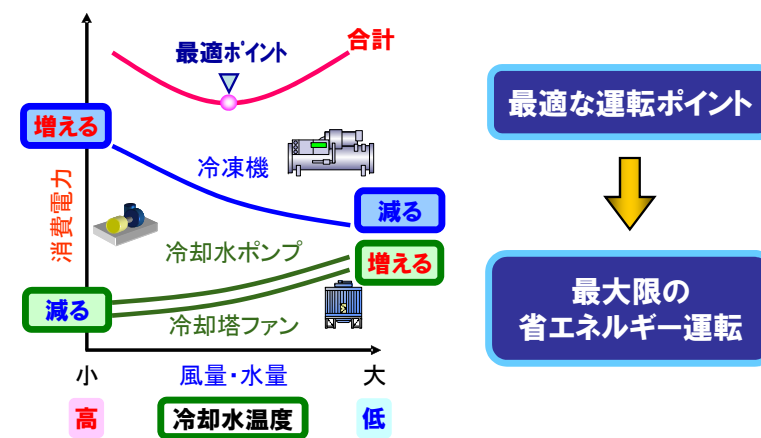 合計
最適ポイント
増える
冷凍機
減る
消費電力
冷却水ポンプ
増える
減る
冷却塔ファン
小
風量・水量
大
高
冷却水温度
低
最適な運転ポイント
最大限の
省エネルギー運転